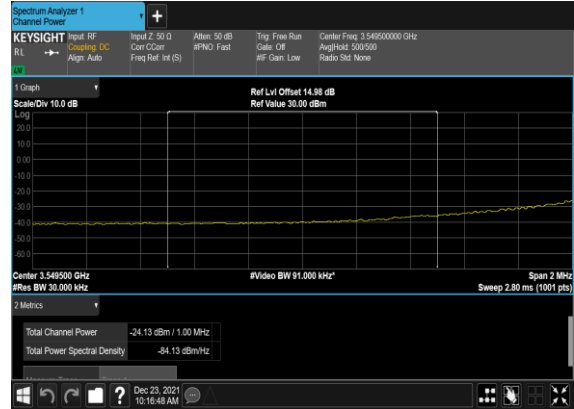 Spectrum Analyzer 1
Channel Power
+
KEYSIGHT Input: RF Input Z: 50 Ω Atten: 50 dB Trig: Free Run Center Freq: 3.549500000 GHz
RL Coupling: DC Corr CCorr #PNO: Fast Gate: Off Avg|Hold: 500/500
Align: Auto Freq Ref: Int (S) #IF Gain: Low Radio Std: None
LM
1 Graph
Ref Lvl Offset 14.98 dB
Scale/Div 10.0 dB Ref Value 30.00 dBm
Log
20.0
10.0
0.00
-10.0
-20.0
-30.0
-40.0
-50.0
-60.0
Center 3.549500 GHz #Video BW 91.000 kHz* Span 2 MHz
#Res BW 30.000 kHz Sweep 2.80 ms (1001 pts)
2 Metrics
Total Channel Power -24.13 dBm / 1.00 MHz
Total Power Spectral Density -84.13 dBm/Hz
? Dec 23, 2021
10:16:48 AM